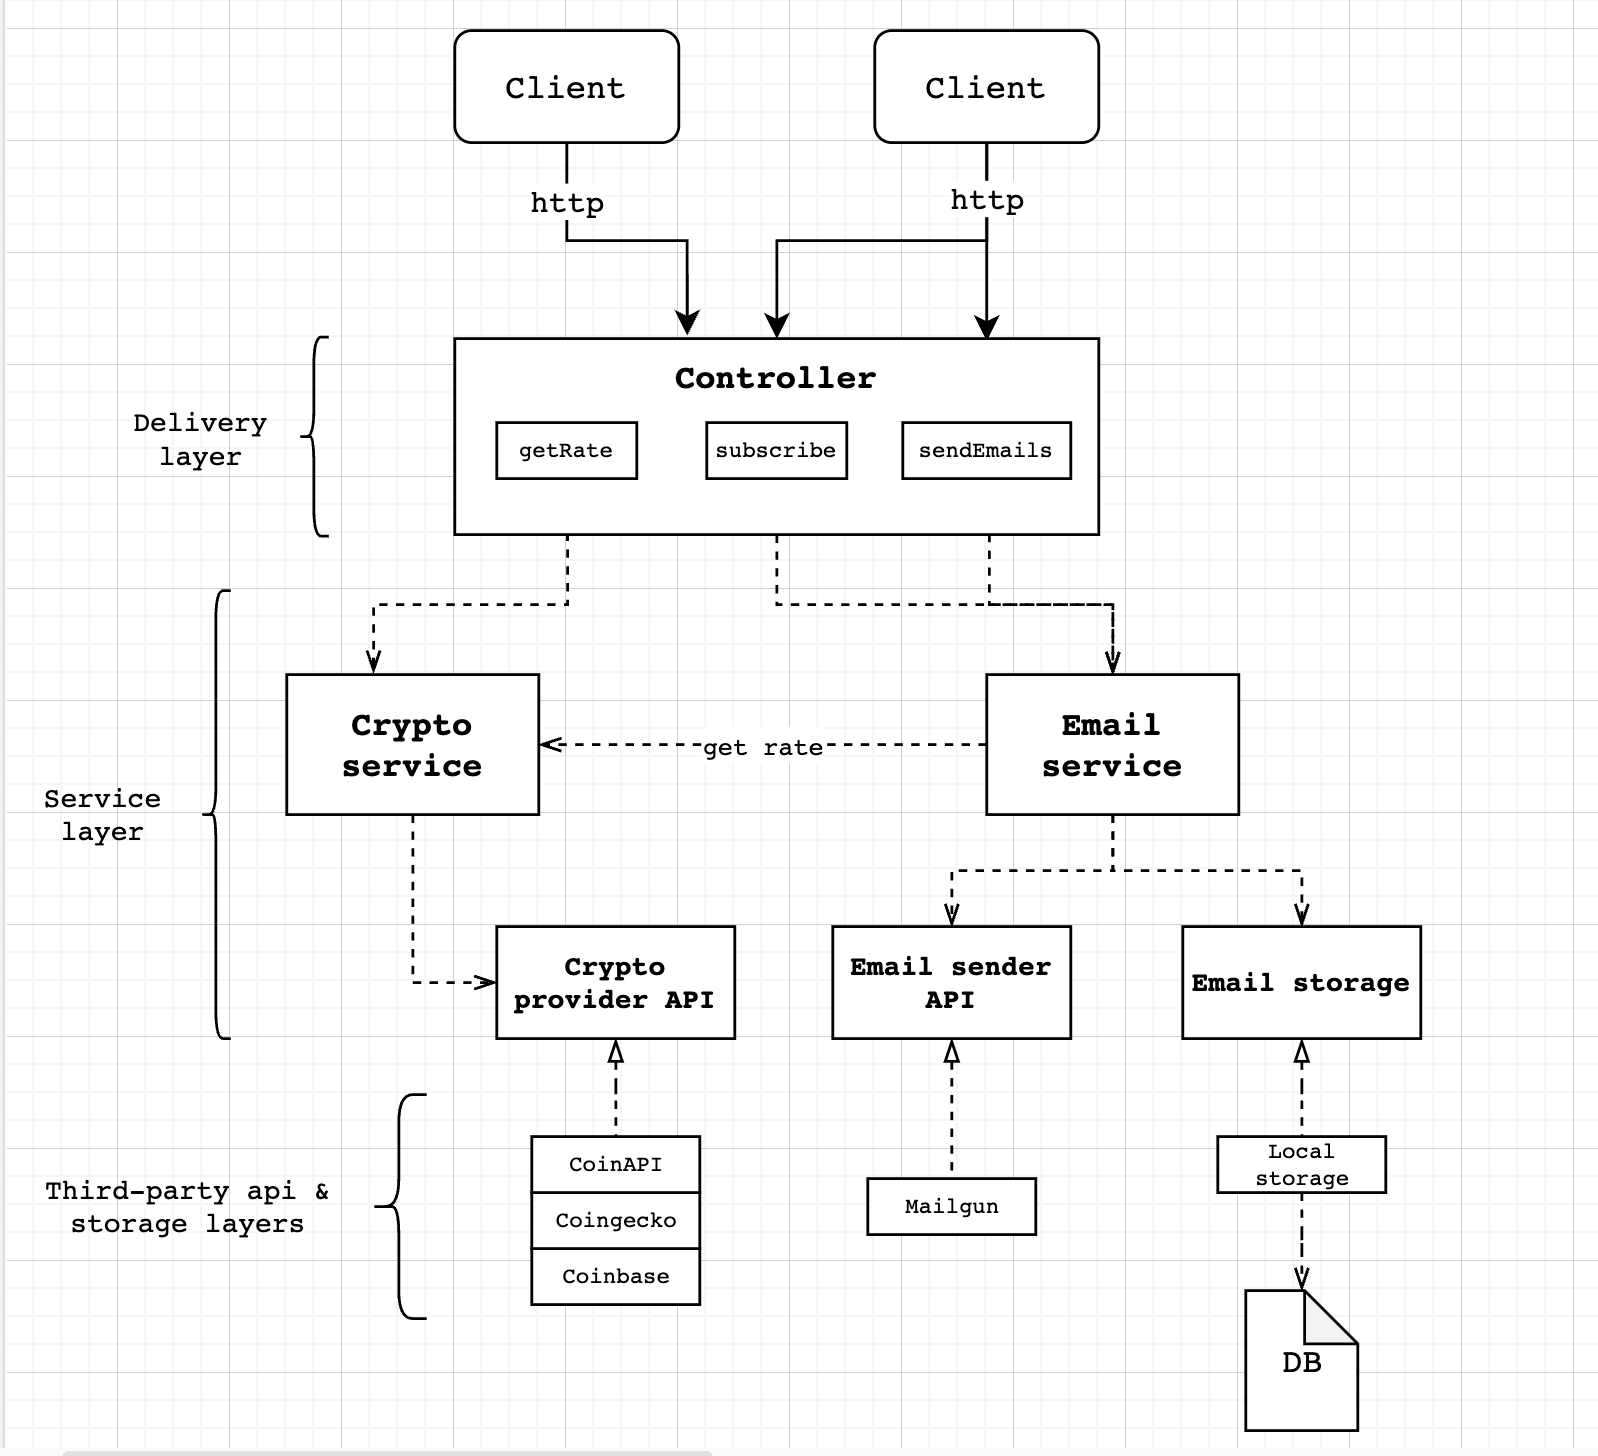 Client
Client
http
http
Controller
Delivery
layer
getRate
subscribe
sendEmails
Crypto
service
get rate
Email
service
Service
layer
Crypto
provider API
Email sender
API
Email storage
Third-party api &
storage layers
CoinAPI
Coingecko
Coinbase
Mailgun
Local
storage
DB